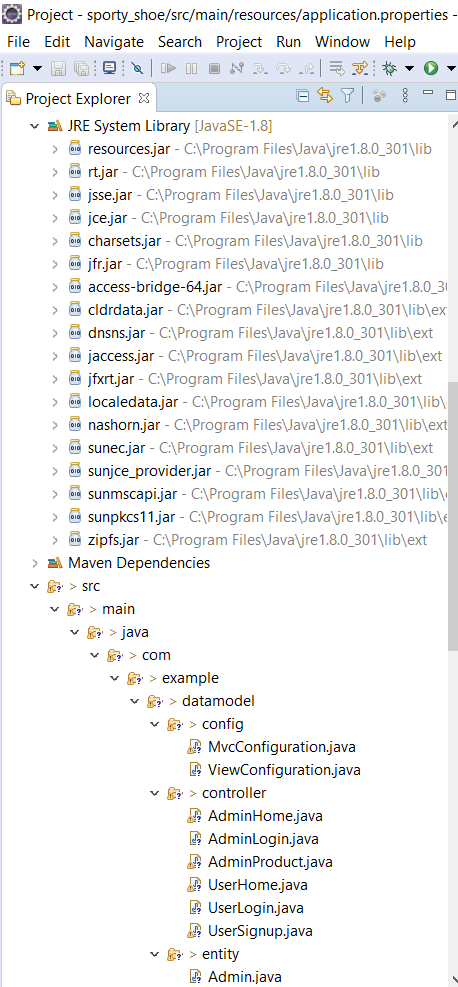 Project - sporty_shoe/src/main/resources/application.properties -
File Edit Navigate Search Project Run Window Help
Project Explorer
JRE System Library [JavaSE-1.8]
resources.jar - C:\Program Files\Java\jre1.8.0_301\lib
rt.jar - C:\Program Files\Java\jre1.8.0_301\lib
jsse.jar - C:\Program Files\Java\jre1.8.0_301\lib
jce.jar - C:\Program Files\Java\jre1.8.0_301\lib
charsets.jar - C:\Program Files\Java\jre1.8.0_301\lib
jfr.jar - C:\Program Files\Java\jre1.8.0_301\lib
access-bridge-64.jar - C:\Program Files\Java\jre1.8.0_30
cldrdata.jar - C:\Program Files\Java\jre1.8.0_301\lib\ext
dnsns.jar - C:\Program Files\Java\jre1.8.0_301\lib\ext
jaccess.jar - C:\Program Files\Java\jre1.8.0_301\lib\ext
jfxrt.jar - C:\Program Files\Java\jre1.8.0_301\lib\ext
localedata.jar - C:\Program Files\Java\jre1.8.0_301\lib\
nashorn.jar - C:\Program Files\Java\jre1.8.0_301\lib\ext
sunec.jar - C:\Program Files\Java\jre1.8.0_301\lib\ext
sunjce_provider.jar - C:\Program Files\Java\jre1.8.0_301
sunmscapi.jar - C:\Program Files\Java\jre1.8.0_301\lib\
sunpkcs11.jar - C:\Program Files\Java\jre1.8.0_301\lib\e
zipfs.jar - C:\Program Files\Java\jre1.8.0_301\lib\ext
Maven Dependencies
> src
> main
> java
> com
> example
> datamodel
> config
MvcConfiguration.java
ViewConfiguration.java
> controller
AdminHome.java
AdminLogin.java
AdminProduct.java
UserHome.java
UserLogin.java
UserSignup.java
> entity
Admin.java